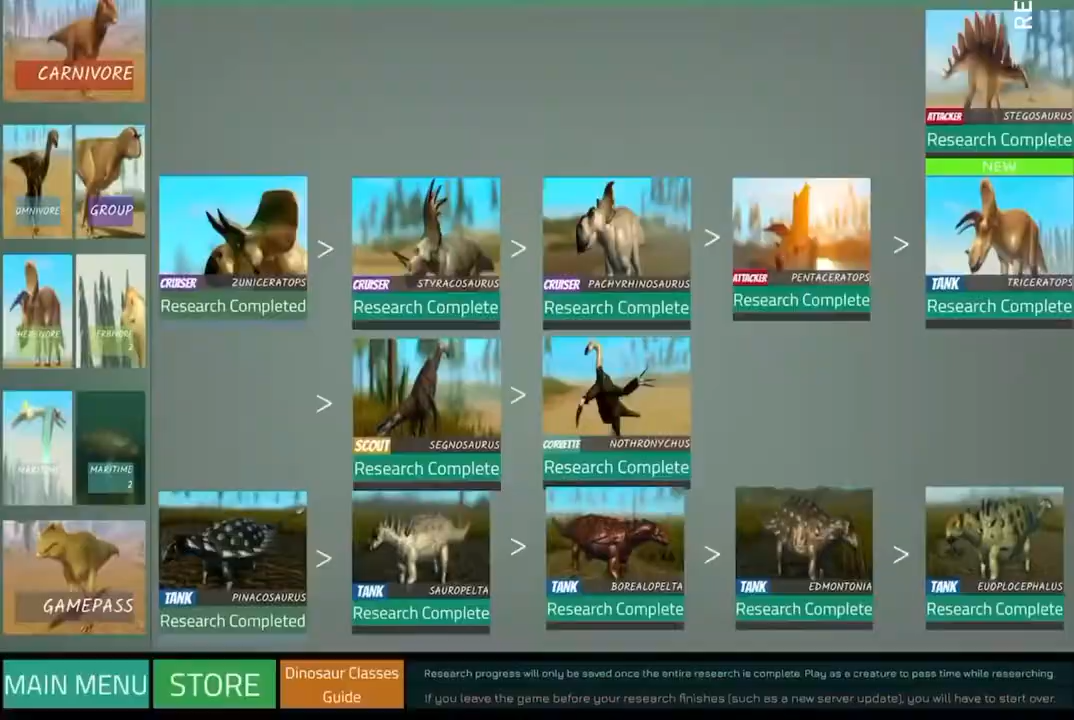 RE
CARNIVORE
ATTACKER STEGOSAURUS
Research Complete
NEW
OMNIVORE GROUP
CRUISER ZUNICERATOPS
Research Completed
>
CRUISER STYRACOSAURUS
Research Complete
>
CRUISER PACHYRHINOSAURUS
Research Complete
>
ATTACKER PENTACERATOPS
Research Complete
>
TANK TRICERATOPS
Research Complete
HERBIVORE HERBIVORE
2
>
SCOUT SEGNOSAURUS
Research Complete
>
CORVETTE NOTHRONYCHUS
Research Complete
MARITIME MARITIME
2
TANK PINACOSAURUS
Research Completed
>
TANK SAUROPELTA
Research Complete
>
TANK BOREALOPELTA
Research Complete
>
TANK EDMONTONIA
Research Complete
>
TANK EUOPLOCEPHALUS
Research Complete
GAMEPASS
MAIN MENU
STORE
Dinosaur Classes
Guide
Research progress will only be saved once the entire research is complete. Play as a creature to pass time while researching.
If you leave the game before your research finishes (such as a new server update), you will have to start over.